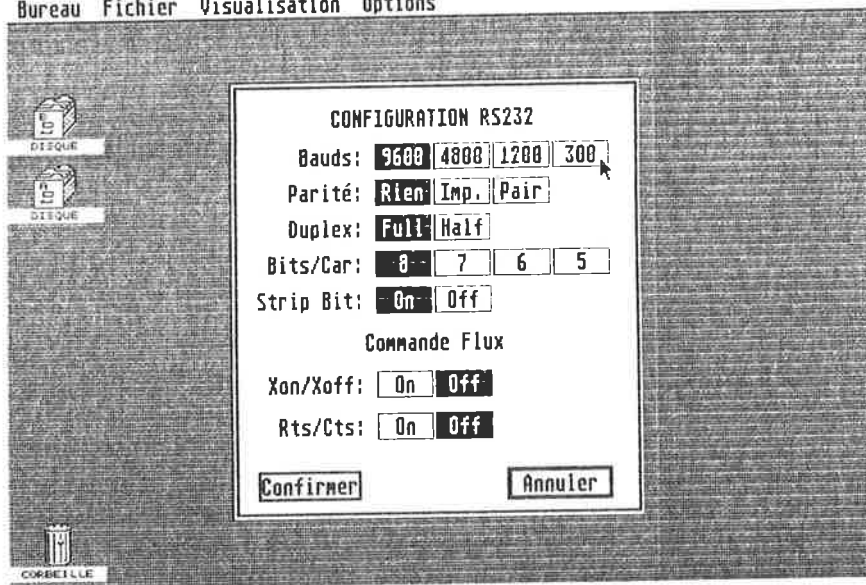 Bureau Fichier Visualisation Options
DISQUE
DISQUE
CONFIGURATION RS232
Bauds: 9600 4800 1200 300
Parité: Rien Imp. Pair
Duplex: Full Half
Bits/Car: 8 7 6 5
Strip Bit: On Off
Commande Flux
Xon/Xoff: On Off
Rts/Cts: On Off
Confirmer Annuler
CORBEILLE